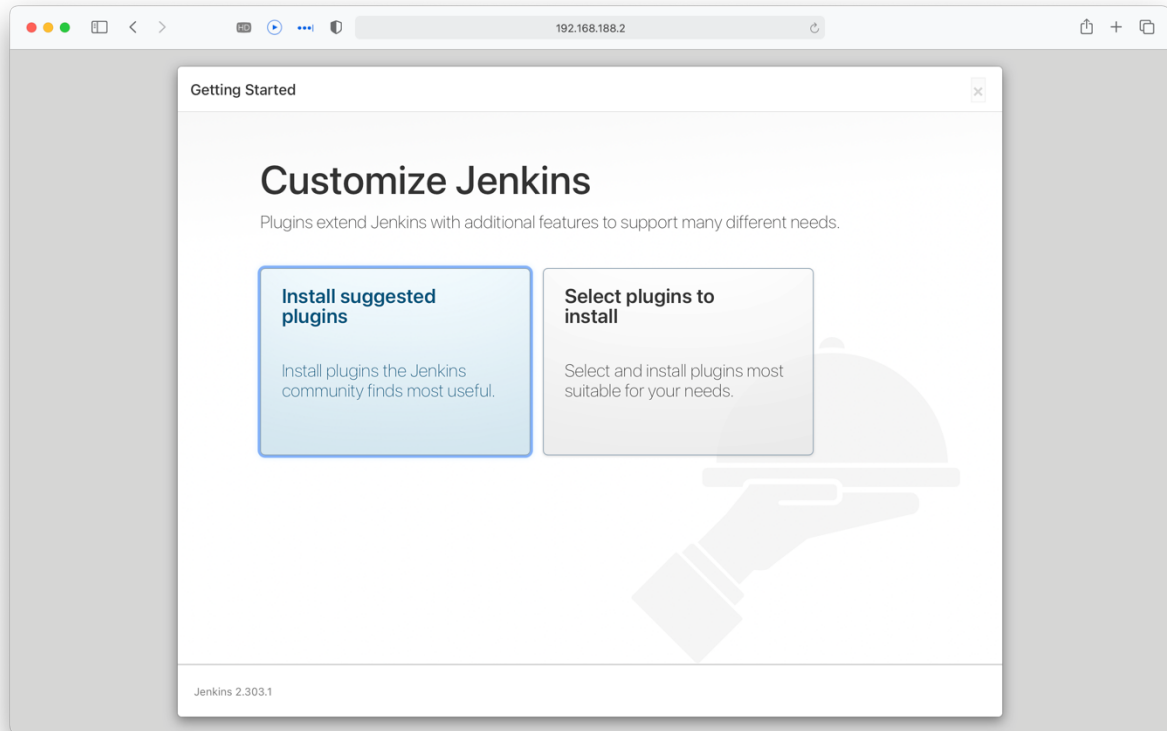 HD
192.168.188.2
Getting Started
×
Customize Jenkins
Plugins extend Jenkins with additional features to support many different needs.
Install suggested
plugins
Install plugins the Jenkins
community finds most useful.
Select plugins to
install
Select and install plugins most
suitable for your needs.
Jenkins 2.303.1